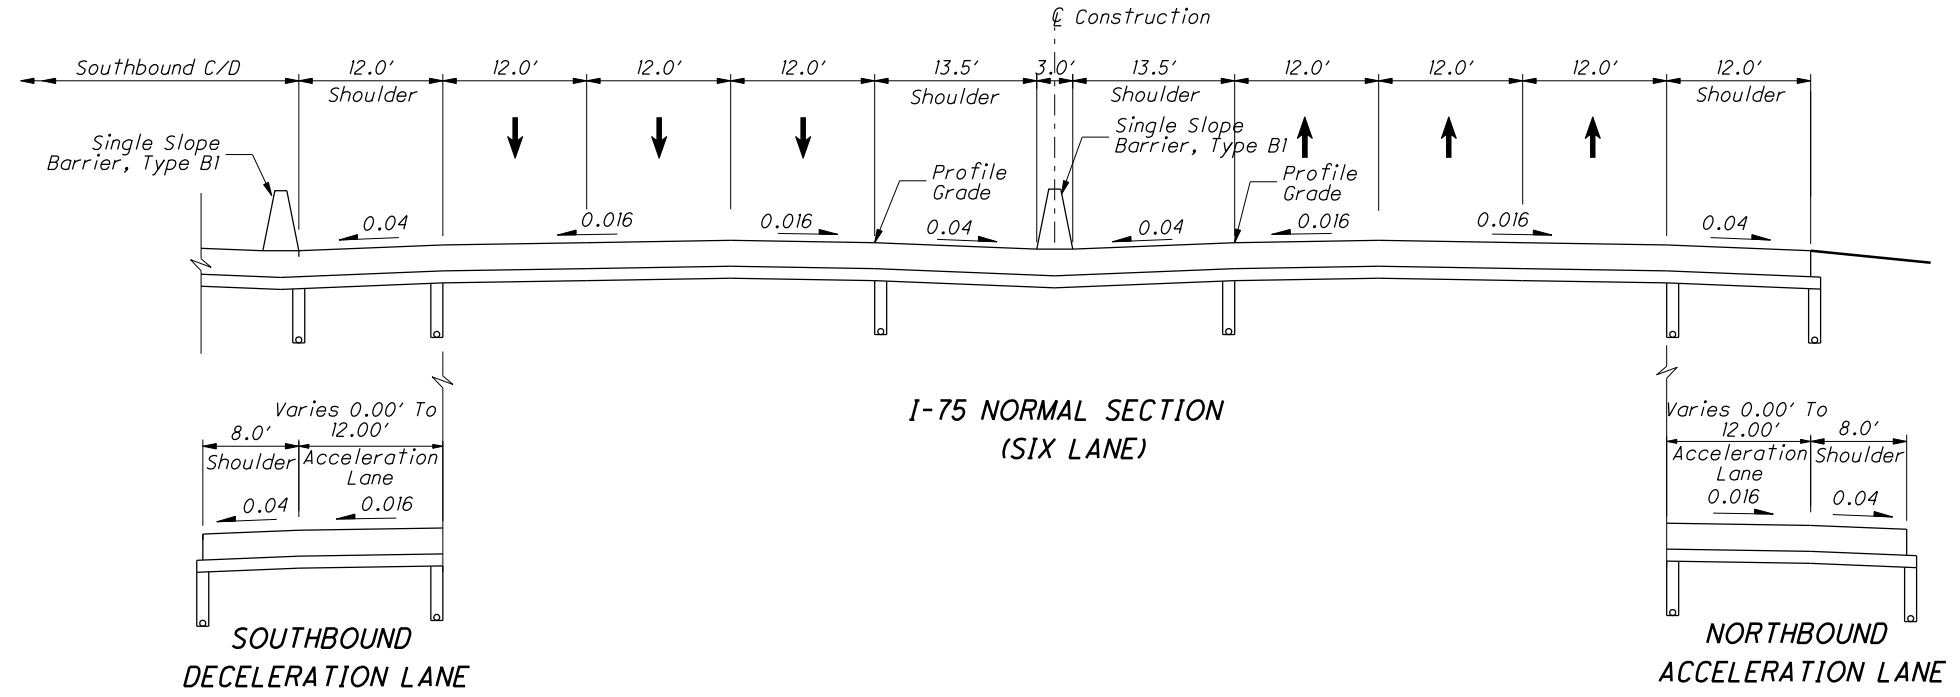 ℄ Construction
Southbound C/D
12.0'
12.0'
12.0'
12.0'
13.5'
3.0'
13.5'
12.0'
12.0'
12.0'
12.0'
Shoulder
Shoulder
Shoulder
Shoulder
Single Slope
Barrier, Type B1
Single Slope
Barrier, Type B1
Profile
Grade
Profile
Grade
0.04
0.016
0.016
0.04
0.04
0.016
0.016
0.04
I-75 NORMAL SECTION
(SIX LANE)
Varies 0.00' To
12.00'
8.0'
Shoulder
Acceleration
Lane
0.04
0.016
SOUTHBOUND
DECELERATION LANE
Varies 0.00' To
12.00'
8.0'
Acceleration
Lane
Shoulder
0.016
0.04
NORTHBOUND
ACCELERATION LANE